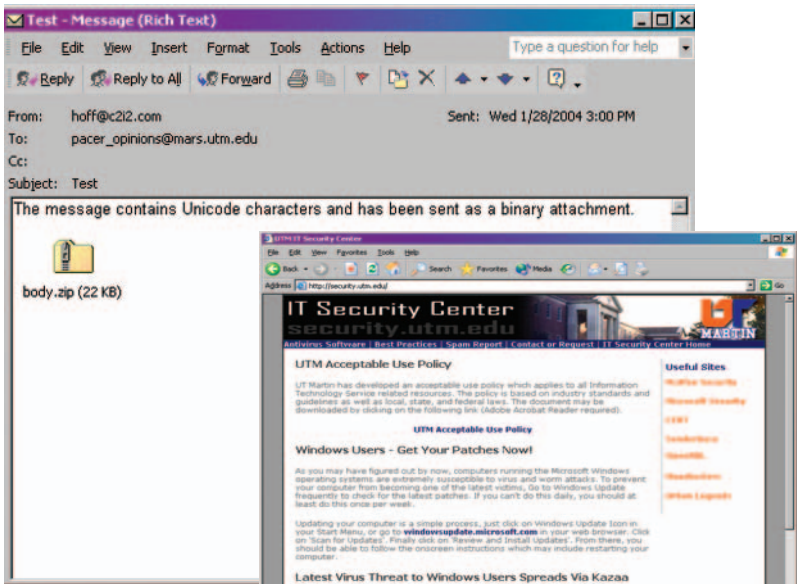 Test - Message (Rich Text)
File Edit View Insert Format Tools Actions Help Type a question for help
Reply Reply to All Forward
From: hoff@c2i2.com Sent: Wed 1/28/2004 3:00 PM
To: pacer_opinions@mars.utm.edu
Cc:
Subject: Test
The message contains Unicode characters and has been sent as a binary attachment.
body.zip (22 KB)
UTM IT Security Center
File Edit View Favorites Tools Help
Back Search Favorites Media
Address http://security.utm.edu/ Go
IT Security Center
security.utm.edu
MARTIN
Antivirus Software | Best Practices | Spam Report | Contact or Request | IT Security Center Home
UTM Acceptable Use Policy
UT Martin has developed an acceptable use policy which applies to all Information
Technology Service related resources. The policy is based on industry standards and
guidelines as well as local, state, and federal laws. The document may be
downloaded by clicking on the following link (Adobe Acrobat Reader required).
UTM Acceptable Use Policy
Windows Users - Get Your Patches Now!
As you may have figured out by now, computers running the Microsoft Windows
operating systems are extremely susceptible to virus and worm attacks. To prevent
your computer from becoming one of the latest victims, Go to Windows Update
frequently to check for the latest patches. If you can't do this daily, you should at
least do this once per week.
Updating your computer is a simple process, just click on Windows Update Icon in
your Start Menu, or go to windowsupdate.microsoft.com in your web browser. Click
on 'Scan for Updates'. Finally click on 'Review and Install Updates'. From there, you
should be able to follow the onscreen instructions which may include restarting your
computer.
Latest Virus Threat to Windows Users Spreads Via Kazaa
Useful Sites
McAfee Security
Microsoft Security
CERT